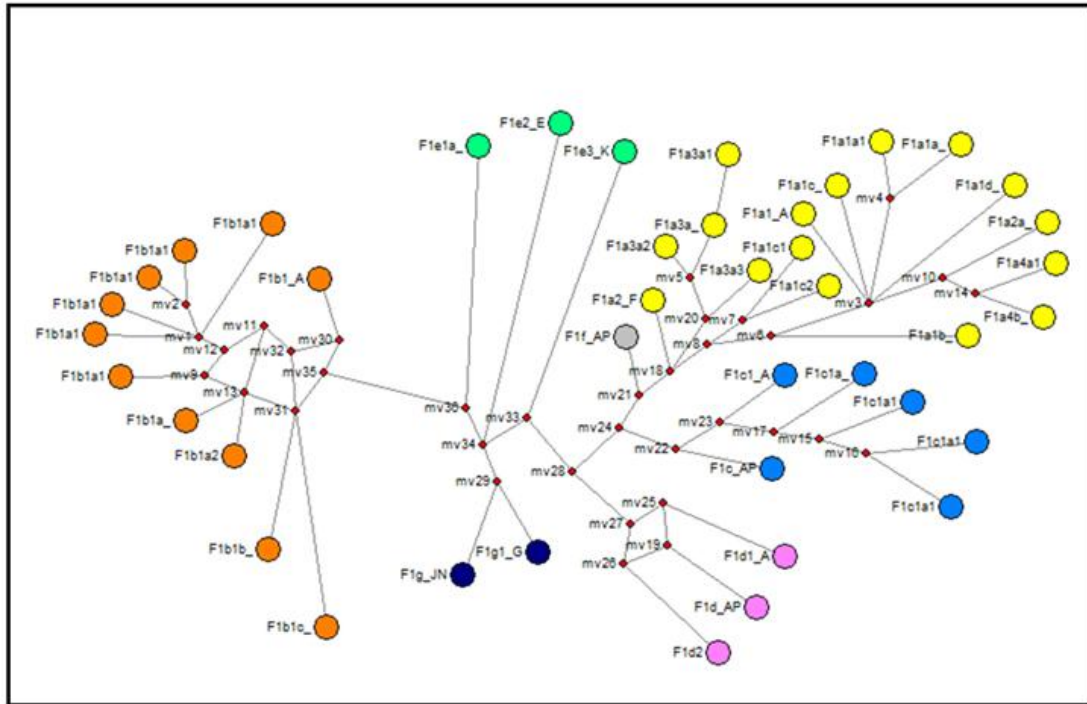 F1e2_E
F1e1a_
F1e3_K
F1a3a1
F1a1a1
F1a1a_
F1a1c_
F1a1d_
mv4
F1a1_A
F1a2a_
F1a3a_
F1b1a1
F1a3a2
F1a1c1
F1b1a1
F1a4a1
F1b1_A
F1b1a1
mv5
F1a3a3
mv10
F1a1c2
mv14
F1b1a1
mv2
F1a2_F
mv3
F1a4b_
mv20
mv7
F1b1a1
mv1
mv11
F1f_AP
mv6
F1a1b_
mv30
mv12
mv32
mv8
F1b1a1
mv9
mv35
mv18
F1c1_A
F1c1a_
mv13
mv21
F1c1a1
mv31
mv36
mv33
F1b1a_
mv24
mv23
mv17
mv15
F1c1a1
mv34
F1b1a2
mv22
mv16
mv28
F1c_AP
mv29
mv25
F1c1a1
mv27
mv19
F1b1b_
F1g1_G
mv26
F1d1_A
F1g_JN
F1d_AP
F1b1c_
F1d2